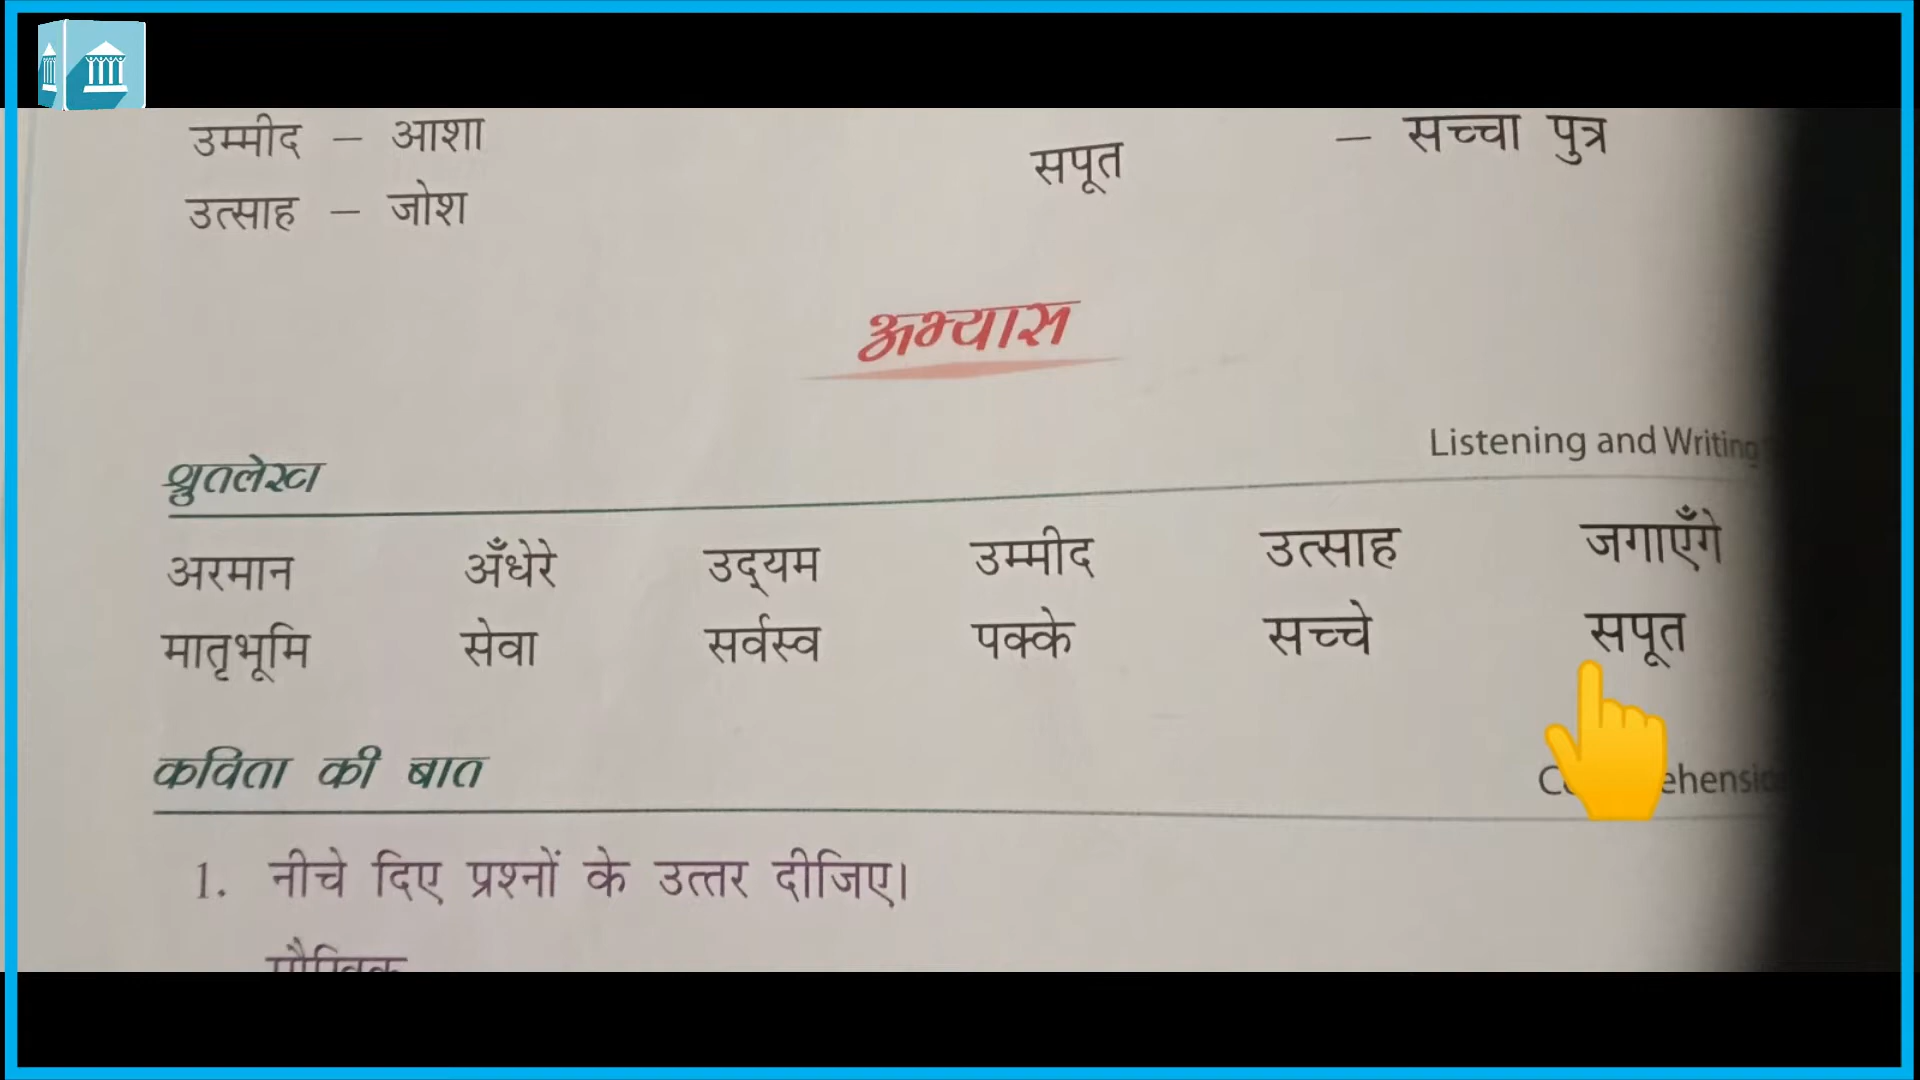 उम्मीद – आशा
सपूत – सच्चा पुत्र
उत्साह – जोश
अभ्यास
श्रुतलेख Listening and Writing
अरमान अँधेरे उद्‌यम उम्मीद उत्साह जगाएँगे
मातृभूमि सेवा सर्वस्व पक्के सच्चे सपूत
कविता की बात
1. नीचे दिए प्रश्नों के उत्तर दीजिए।